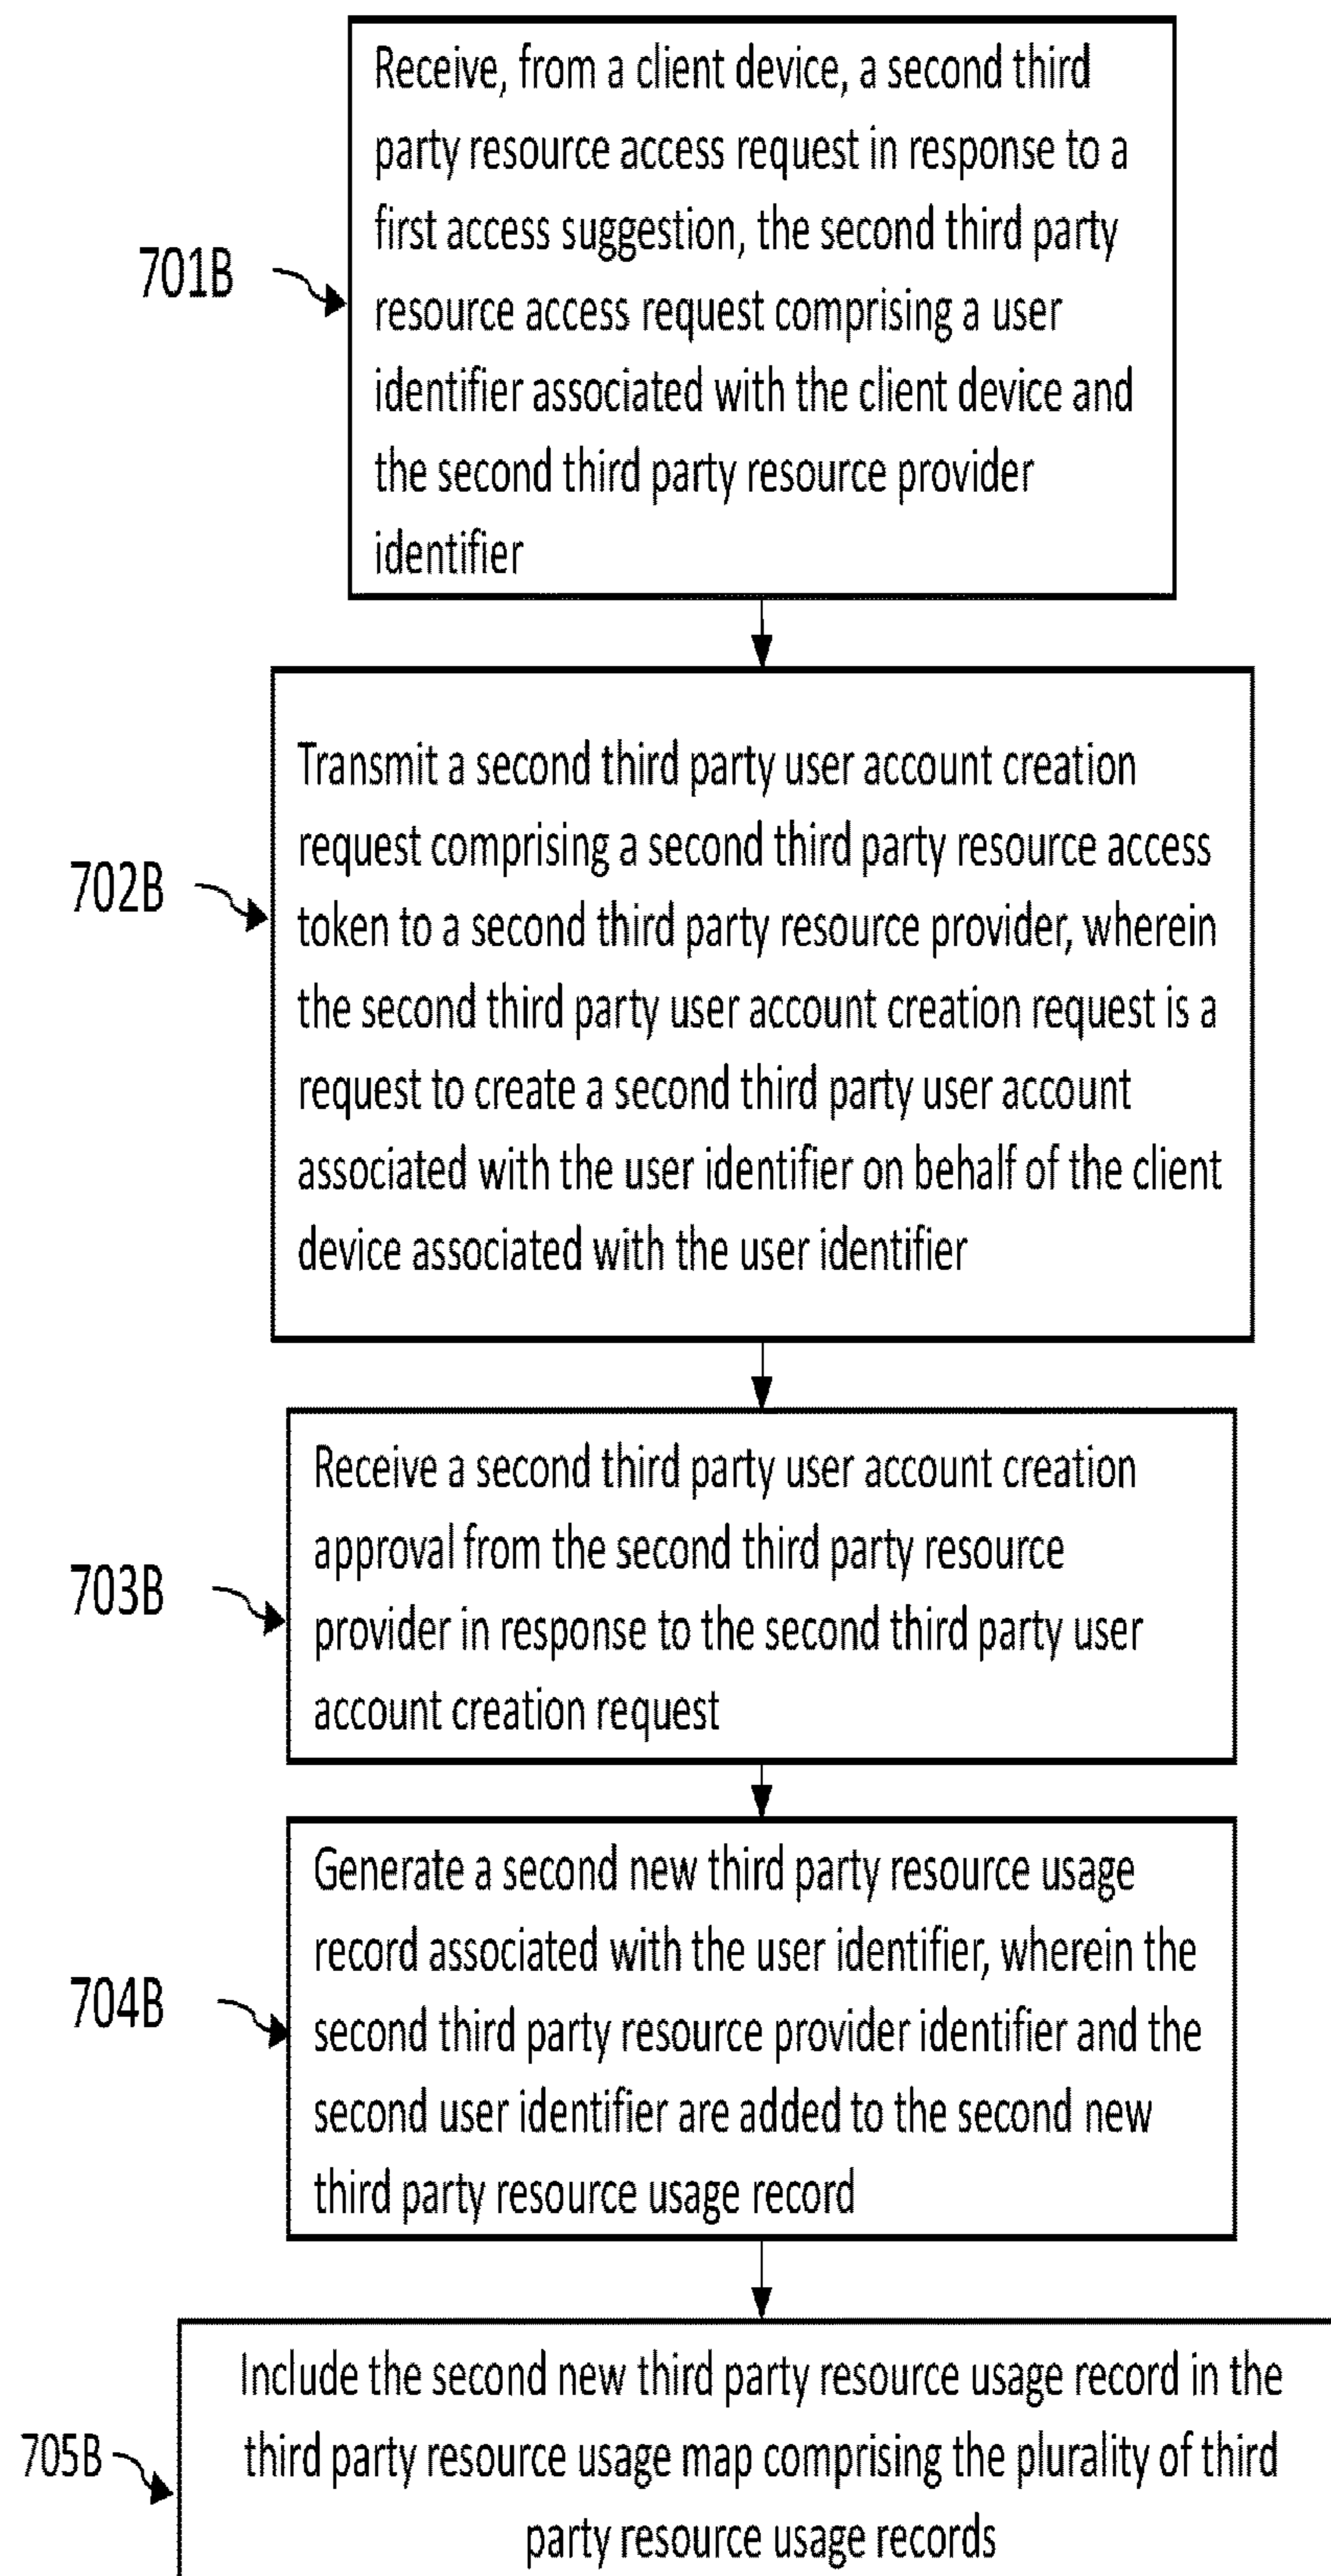 Receive, from a client device, a second third
party resource access request in response to a
first access suggestion, the second third party
resource access request comprising a user
identifier associated with the client device and
the second third party resource provider
identifier
701B
Transmit a second third party user account creation
request comprising a second third party resource access
token to a second third party resource provider, wherein
the second third party user account creation request is a
request to create a second third party user account
associated with the user identifier on behalf of the client
device associated with the user identifier
702B
Receive a second third party user account creation
approval from the second third party resource
provider in response to the second third party user
account creation request
703B
Generate a second new third party resource usage
record associated with the user identifier, wherein the
second third party resource provider identifier and the
second user identifier are added to the second new
third party resource usage record
704B
Include the second new third party resource usage record in the
third party resource usage map comprising the plurality of third
party resource usage records
705B